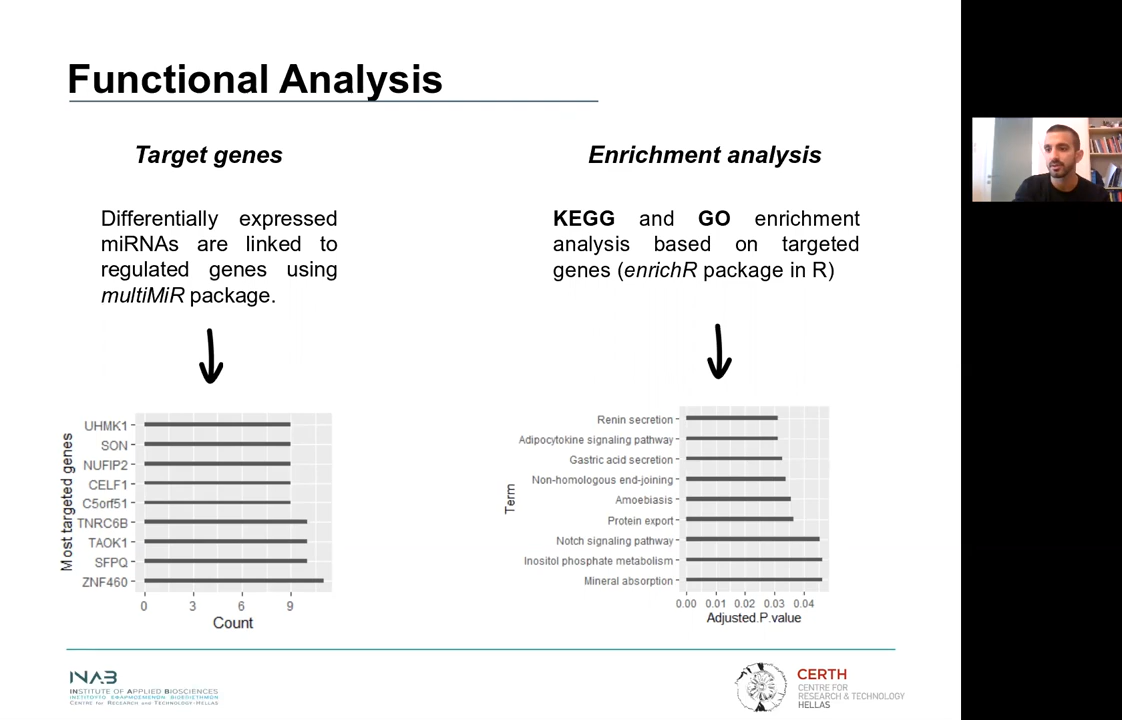 Functional Analysis
Target genes
Differentially expressed
miRNAs are linked to
regulated genes using
multiMiR package.
Most targeted genes
UHMK1
SON
NUFIP2
CELF1
C5orf51
TNRC6B
TAOK1
SFPQ
ZNF460
0 3 6 9
Count
Enrichment analysis
KEGG and GO enrichment
analysis based on targeted
genes (enrichR package in R)
Term
Renin secretion
Adipocytokine signaling pathway
Gastric acid secretion
Non-homologous end-joining
Amoebiasis
Protein export
Notch signaling pathway
Inositol phosphate metabolism
Mineral absorption
0.00 0.01 0.02 0.03 0.04
Adjusted.P.value
INAB
INSTITUTE OF APPLIED BIOSCIENCES
ΙΝΣΤΙΤΟΥΤΟ ΕΦΑΡΜΟΣΜΕΝΩΝ ΒΙΟΕΠΙΣΤΗΜΩΝ
CENTRE FOR RESEARCH AND TECHNOLOGY-HELLAS
CERTH
CENTRE FOR
RESEARCH & TECHNOLOGY
HELLAS